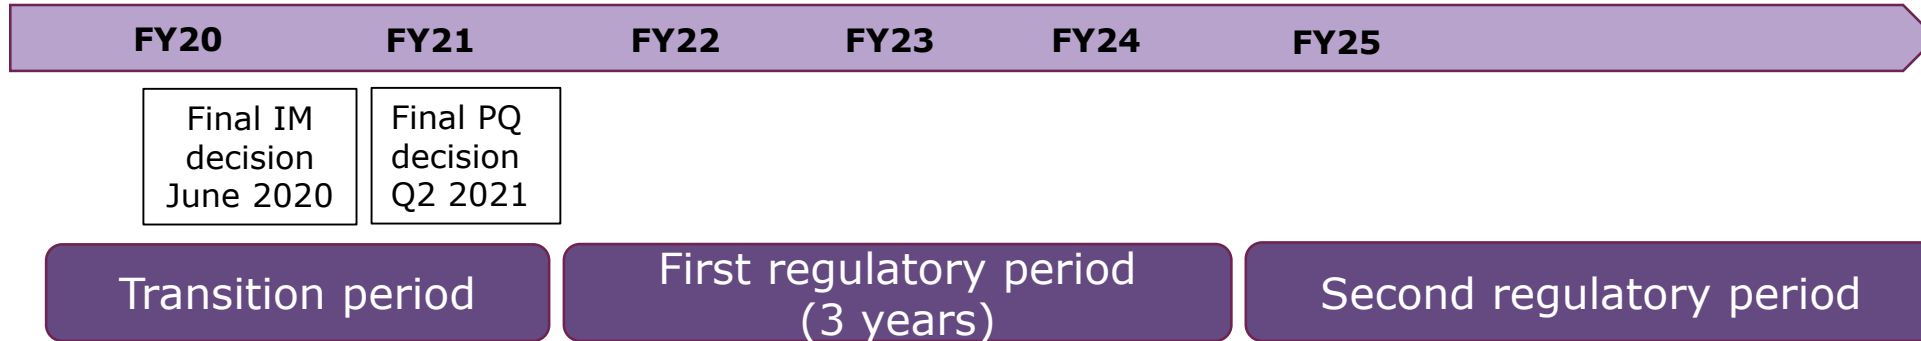 FY20 FY21 FY22 FY23 FY24 FY25
Final IM
decision
June 2020
Final PQ
decision
Q2 2021
Transition period
First regulatory period
(3 years)
Second regulatory period